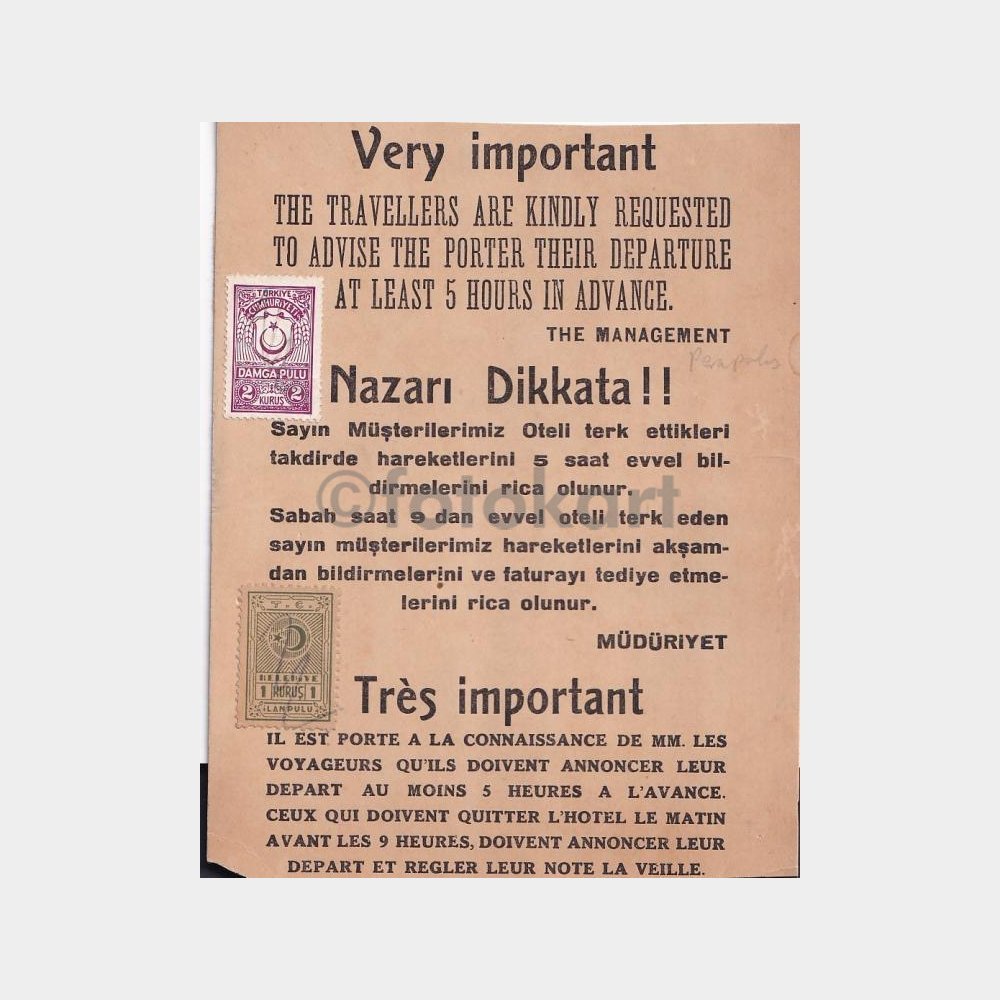 Very important
THE TRAVELLERS ARE KINDLY REQUESTED
TO ADVISE THE PORTER THEIR DEPARTURE
AT LEAST 5 HOURS IN ADVANCE.
THE MANAGEMENT
TÜRKİYE
CUMHURİYETİ
DAMGA PULU
2 KURUŞ 2
Nazarı Dikkata!!
Sayın Müşterilerimiz Oteli terk ettikleri
takdirde hareketlerini 5 saat evvel bil-
dirmelerini rica olunur.
©fotokart
Sabah saat 9 dan evvel oteli terk eden
sayın müşterilerimiz hareketlerini akşam-
dan bildirmelerini ve faturayı tediye etme-
lerini rica olunur.
MÜDÜRiYET
T. C.
BELEDİYE
1 KURUŞ 1
İLANPULU
Très important
IL EST PORTE A LA CONNAISSANCE DE MM. LES
VOYAGEURS QU'ILS DOIVENT ANNONCER LEUR
DEPART AU MOINS 5 HEURES A L'AVANCE.
CEUX QUI DOIVENT QUITTER L'HOTEL LE MATIN
AVANT LES 9 HEURES, DOIVENT ANNONCER LEUR
DEPART ET REGLER LEUR NOTE LA VEILLE.